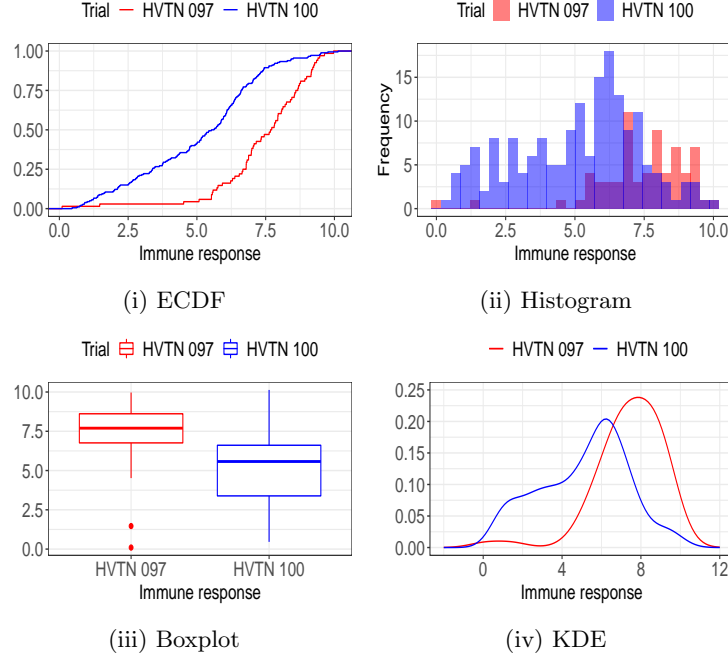 Trial HVTN 097 HVTN 100
1.00
0.75
0.50
0.25
0.00
0.0 2.5 5.0 7.5 10.0
Immune response
(i) ECDF
Trial HVTN 097 HVTN 100
Frequency
15
10
5
0
0.0 2.5 5.0 7.5 10.0
Immune response
(ii) Histogram
Trial HVTN 097 HVTN 100
10.0
7.5
5.0
2.5
0.0
HVTN 097 HVTN 100
Immune response
(iii) Boxplot
HVTN 097 HVTN 100
0.25
0.20
0.15
0.10
0.05
0.00
0 4 8 12
Immune response
(iv) KDE